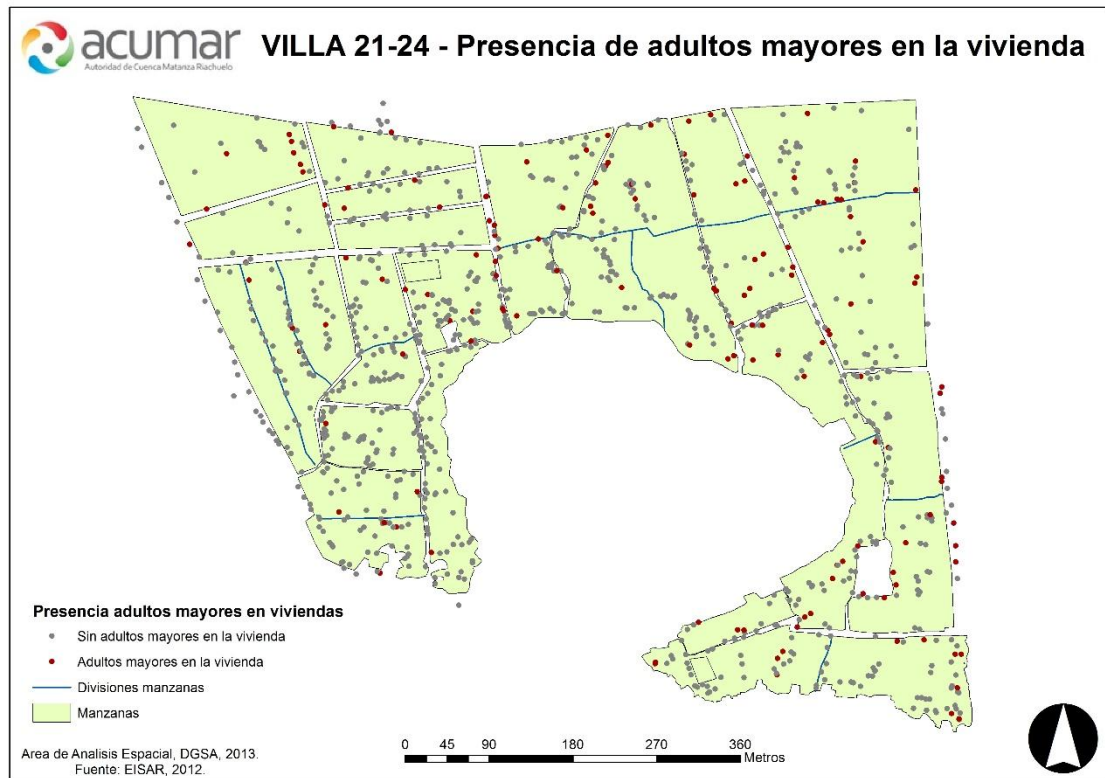 acumar
Autoridad de Cuenca Matanza Riachuelo
VILLA 21-24 - Presencia de adultos mayores en la vivienda
Presencia adultos mayores en viviendas
Sin adultos mayores en la vivienda
Adultos mayores en la vivienda
Divisiones manzanas
Manzanas
Area de Analisis Espacial, DGSA, 2013.
Fuente: EISAR, 2012.
0 45 90 180 270 360
Metros